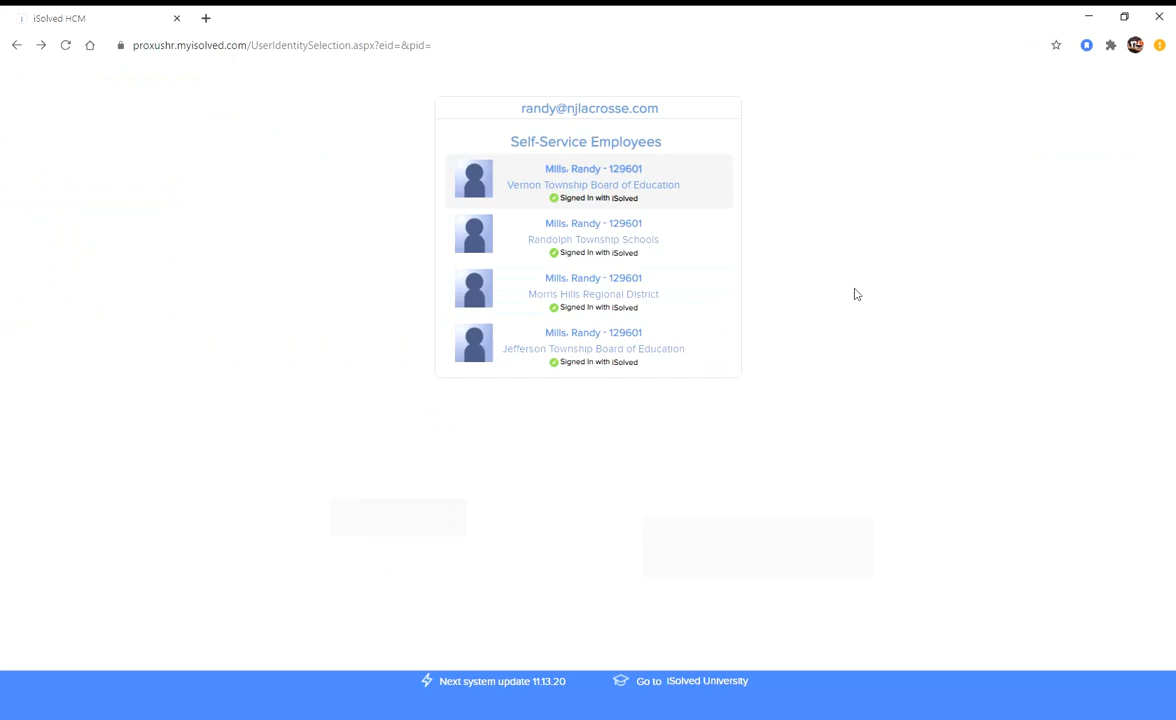 iSolved HCM
proxushr.myisolved.com/UserIdentitySelection.aspx?eid=&pid=
randy@njlacrosse.com
Self-Service Employees
Mills, Randy - 129601
Vernon Township Board of Education
Signed In with iSolved
Mills, Randy - 129601
Randolph Township Schools
Signed In with iSolved
Mills, Randy - 129601
Morris Hills Regional District
Signed In with iSolved
Mills, Randy - 129601
Jefferson Township Board of Education
Signed In with iSolved
Next system update 11.13.20
Go to iSolved University